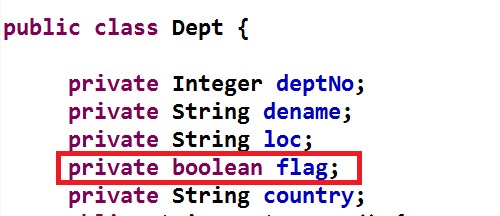 public class Dept {
private Integer deptNo;
private String dename;
private String loc;
private boolean flag;
private String country;